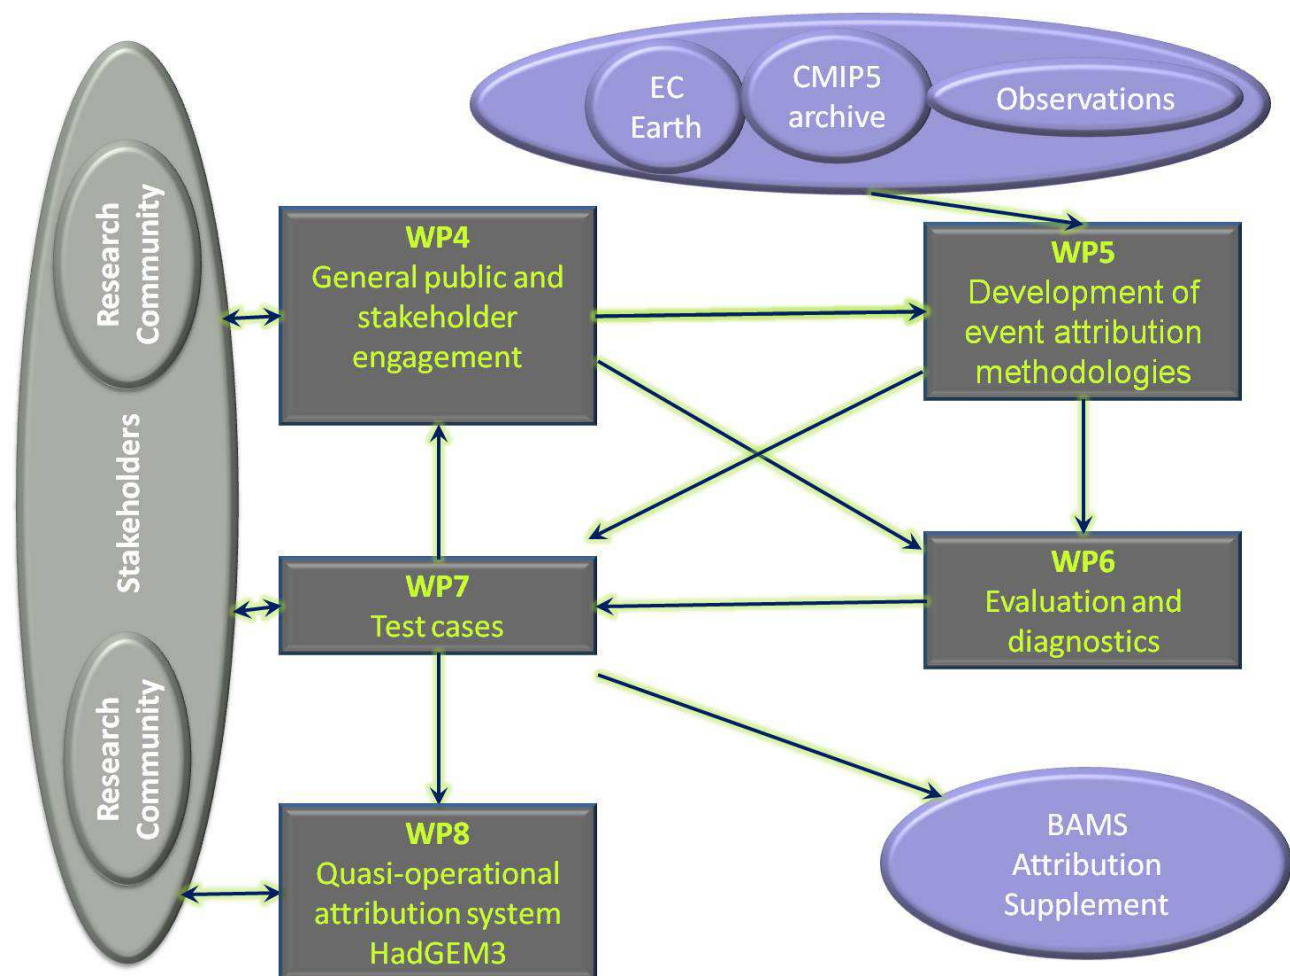 EC
Earth
CMIP5
archive
Observations
Research
Community
Stakeholders
Research
Community
WP4
General public and
stakeholder
engagement
WP5
Development of
event attribution
methodologies
WP7
Test cases
WP6
Evaluation and
diagnostics
WP8
Quasi-operational
attribution system
HadGEM3
BAMS
Attribution
Supplement